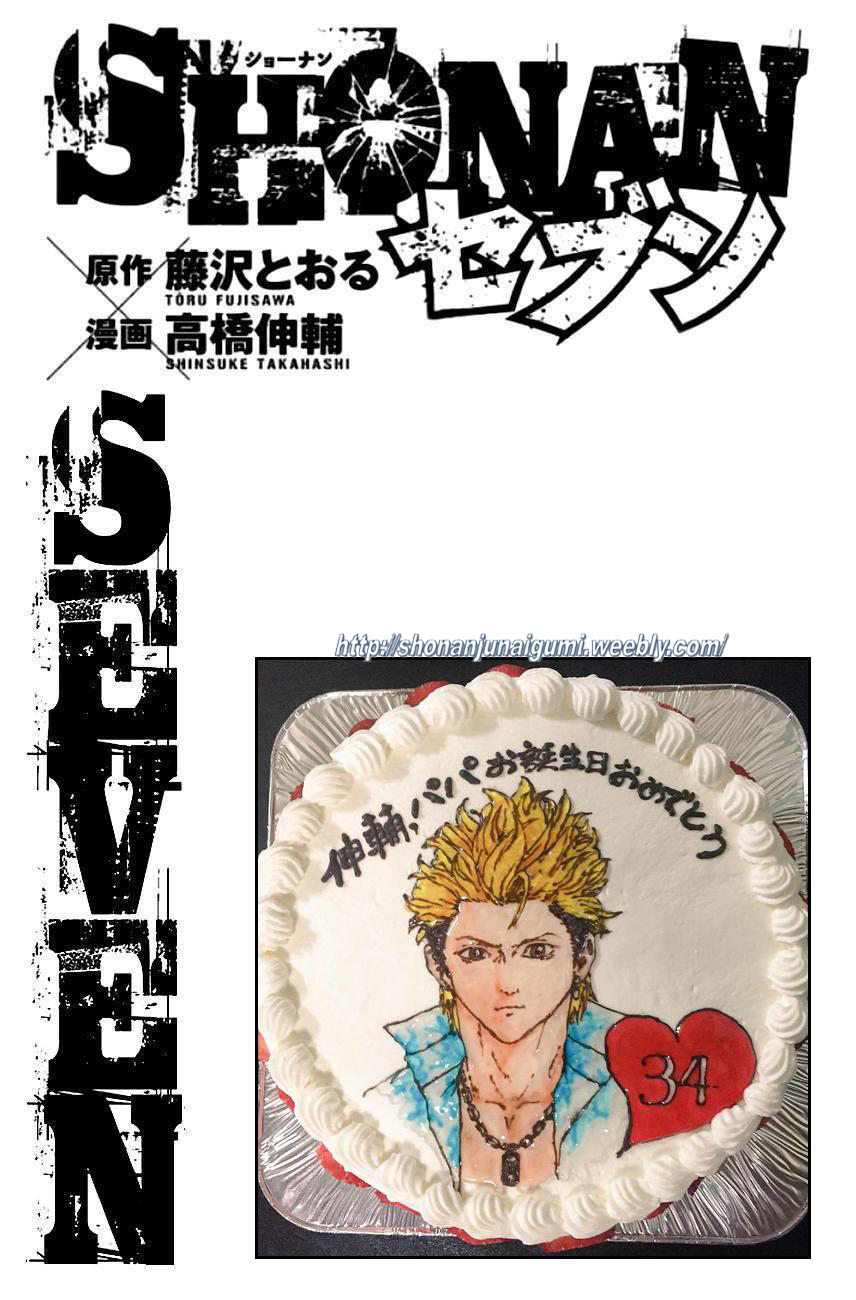 ショーナン
SHONAN
セブン
原作 藤沢とおる
TŌRU FUJISAWA
漫画 高橋伸輔
SHINSUKE TAKAHASHI
SEVEN
http://shonanjunaigumi.weebly.com/
伸輔パパお誕生日おめでとう
34